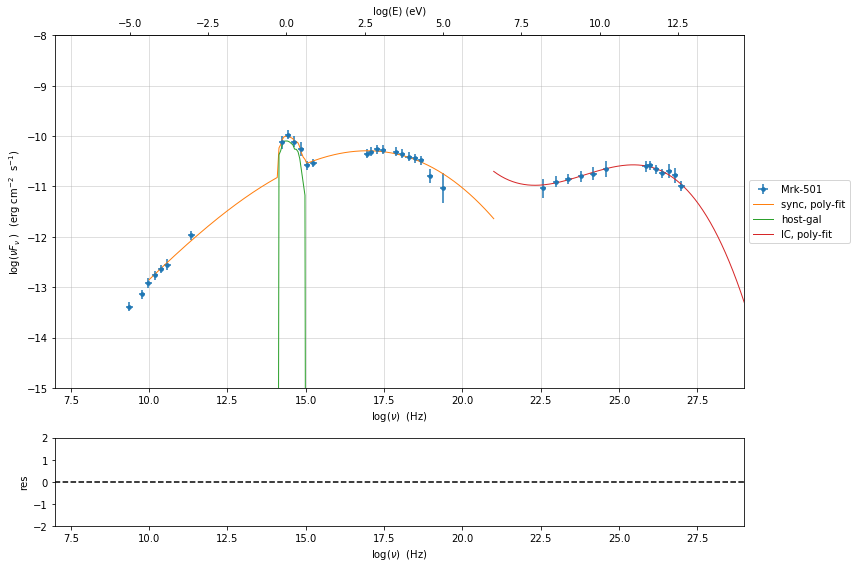 log(E) (eV)
−5.0 −2.5 0.0 2.5 5.0 7.5 10.0 12.5
−8
−9
−10
−11
−12
−13
−14
−15
log(νFν ) (erg cm−2 s−1)
7.5 10.0 12.5 15.0 17.5 20.0 22.5 25.0 27.5
log(ν) (Hz)
Mrk-501
sync, poly-fit
host-gal
IC, poly-fit
2
1
0
−1
−2
res
7.5 10.0 12.5 15.0 17.5 20.0 22.5 25.0 27.5
log(ν) (Hz)